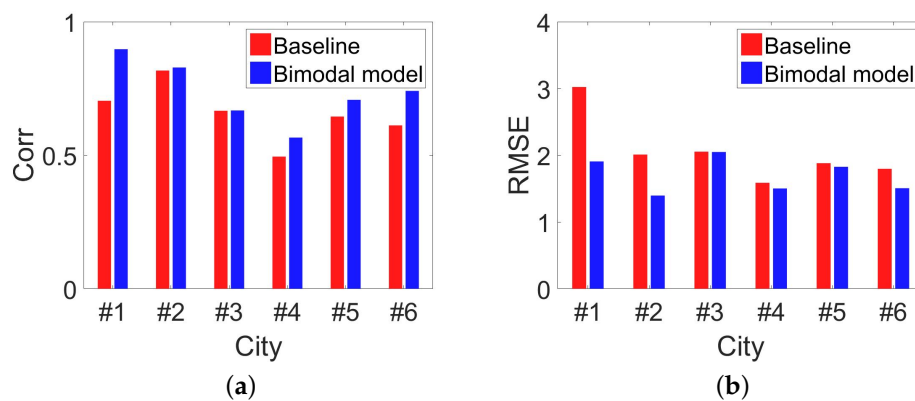 1
0.5
0
Corr
Baseline
Bimodal model
#1 #2 #3 #4 #5 #6
City
(a)
4
3
2
1
0
RMSE
Baseline
Bimodal model
#1 #2 #3 #4 #5 #6
City
(b)